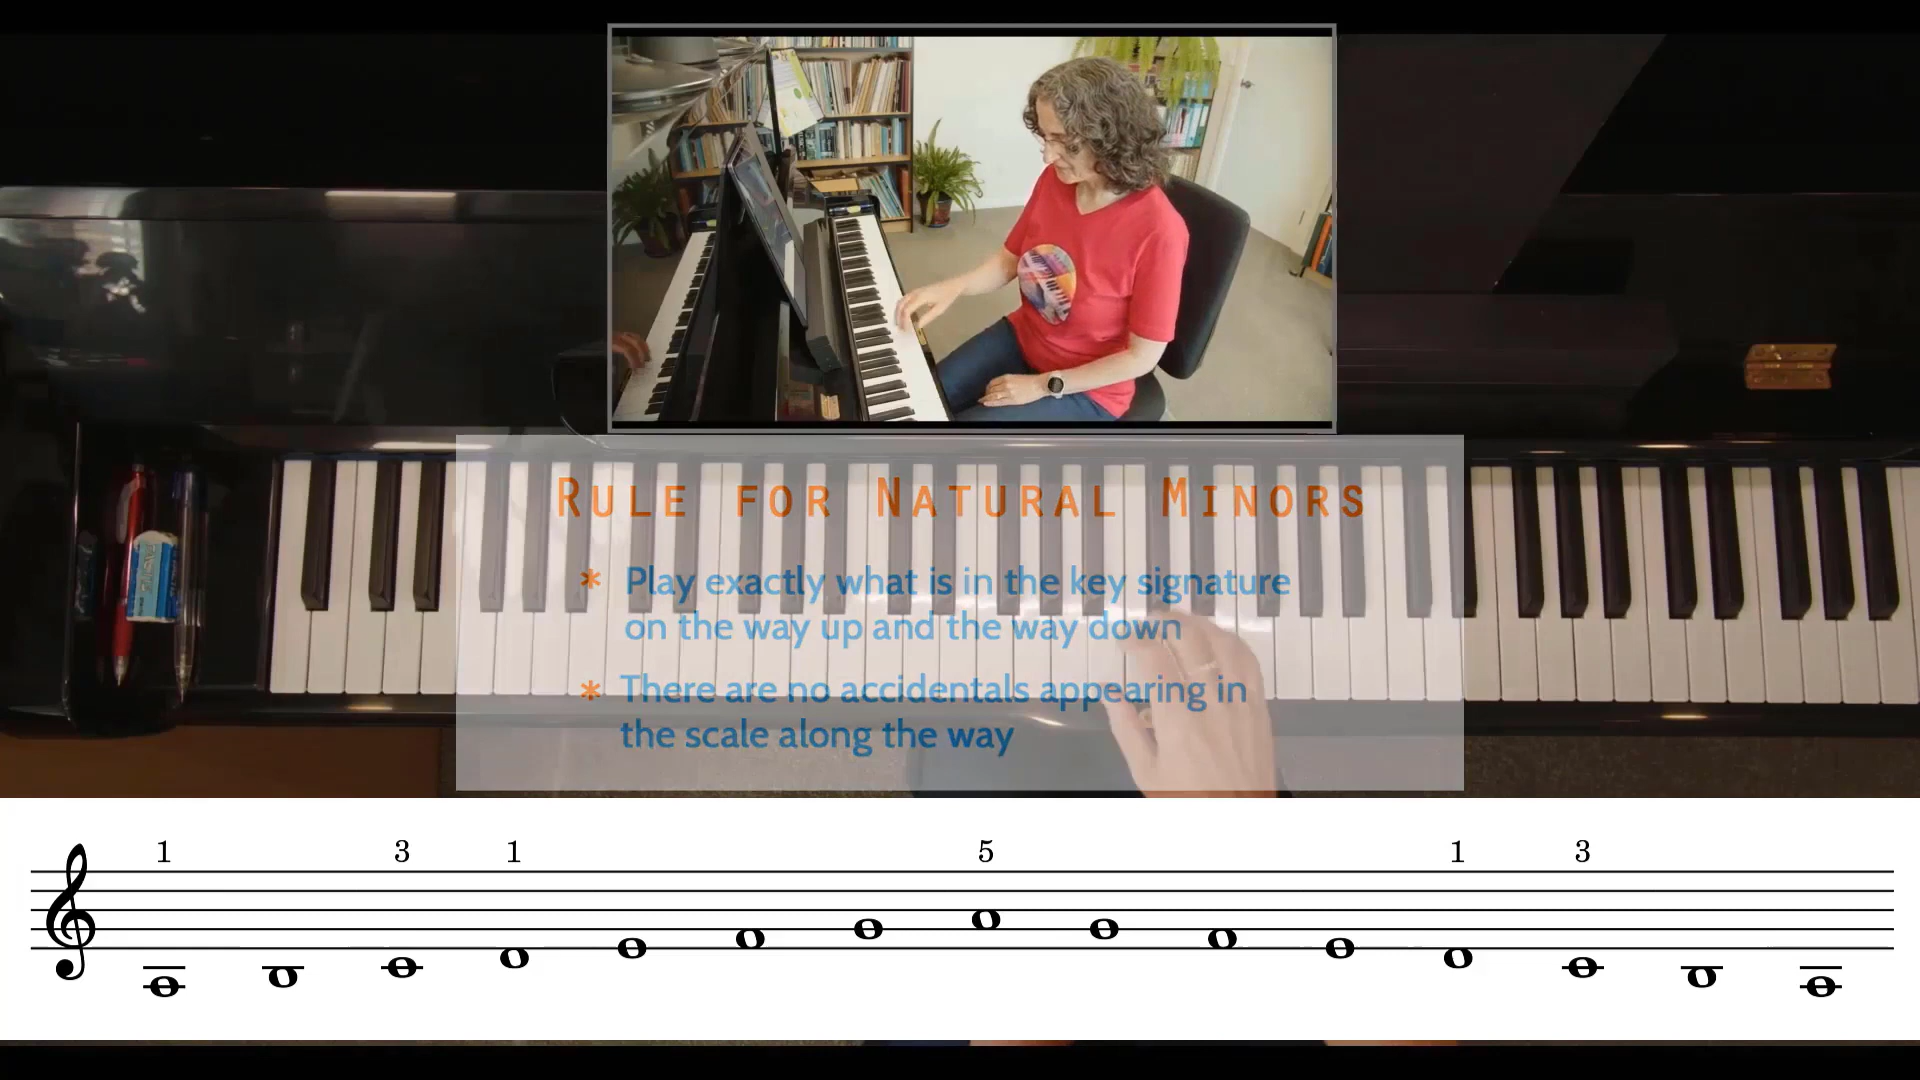 Rule for Natural Minors
* Play exactly what is in the key signature
on the way up and the way down
* There are no accidentals appearing in
the scale along the way
1 3 1 5 1 3